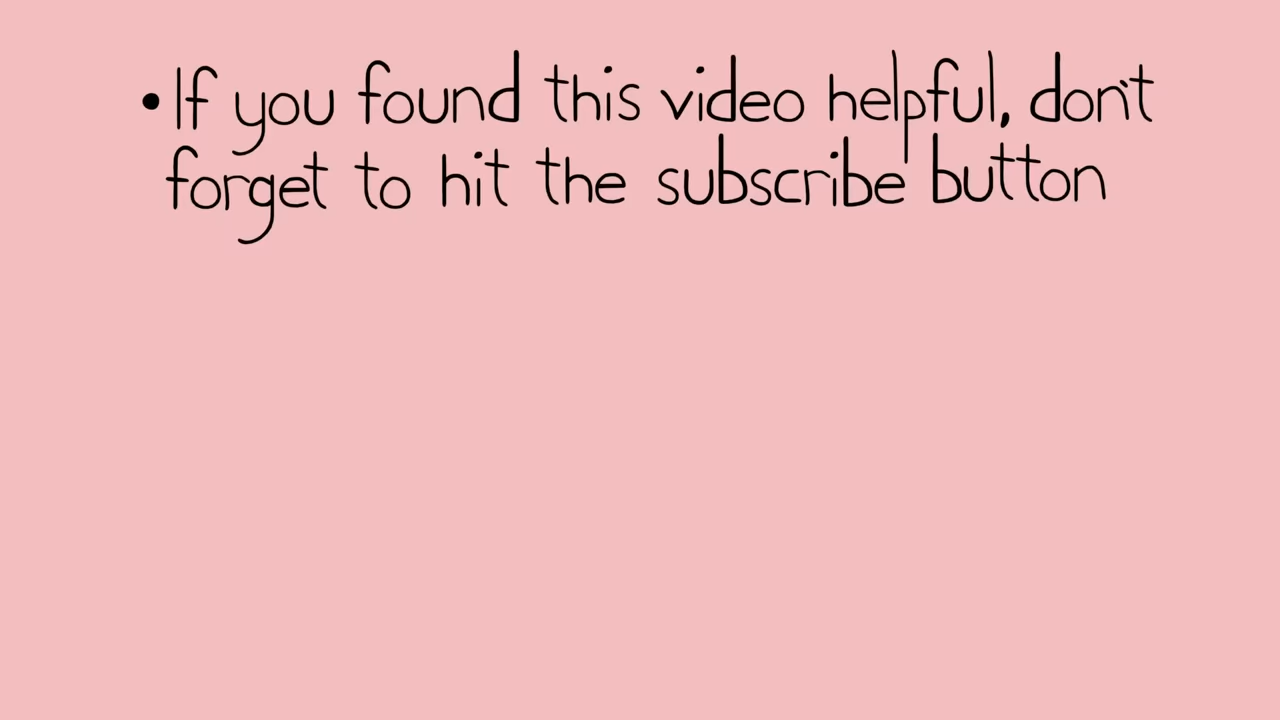 • If you found this video helpful, don't
forget to hit the subscribe button